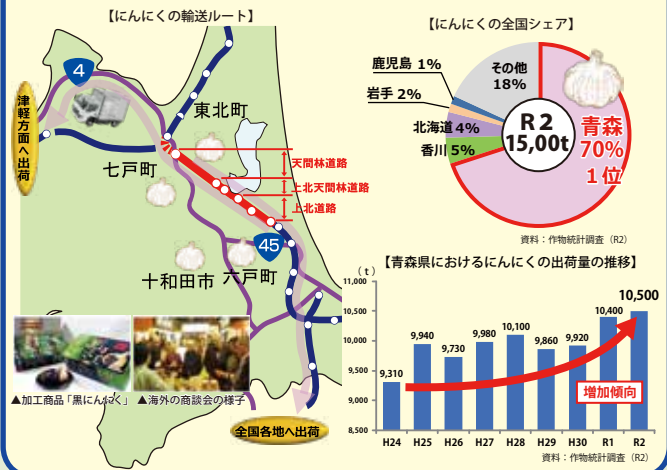 【にんにくの輸送ルート】
4
津軽方面へ出荷
東北町
七戸町
天間林道路
上北天間林道路
上北道路
45
十和田市
六戸町
▲加工商品「黒にんにく」
▲海外の商談会の様子
全国各地へ出荷
【にんにくの全国シェア】
鹿児島 1%
岩手 2%
北海道 4%
香川 5%
その他
18%
R2
15,00t
青森
70%
1位
資料：作物統計調査（R2）
【青森県におけるにんにくの出荷量の推移】
（t）
11,000
10,500
10,000
9,500
9,000
8,500
9,310
9,940
9,730
9,980
10,100
9,860
9,920
10,400
10,500
増加傾向
H24 H25 H26 H27 H28 H29 H30 R1 R2
資料：作物統計調査（R2）